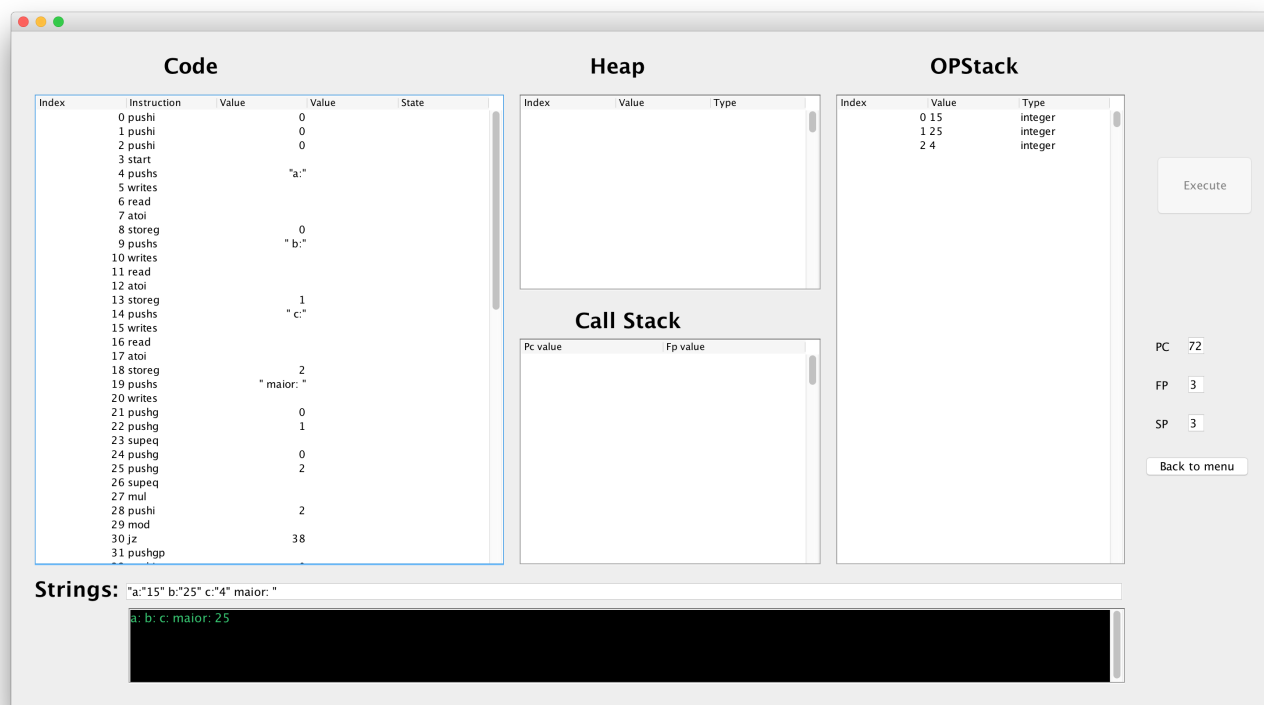 Code
Index Instruction Value Value State
0 pushi 0
1 pushi 0
2 pushi 0
3 start
4 pushs "a:"
5 writes
6 read
7 atoi
8 storeg 0
9 pushs " b:"
10 writes
11 read
12 atoi
13 storeg 1
14 pushs " c:"
15 writes
16 read
17 atoi
18 storeg 2
19 pushs " maior: "
20 writes
21 pushg 0
22 pushg 1
23 supeq
24 pushg 0
25 pushg 2
26 supeq
27 mul
28 pushi 2
29 mod
30 jz 38
31 pushgp
Heap
Index Value Type
Call Stack
Pc value Fp value
OPStack
Index Value Type
0 15 integer
1 25 integer
2 4 integer
Execute
PC 72
FP 3
SP 3
Back to menu
Strings: "a:"15" b:"25" c:"4" maior: "
a: b: c: maior: 25